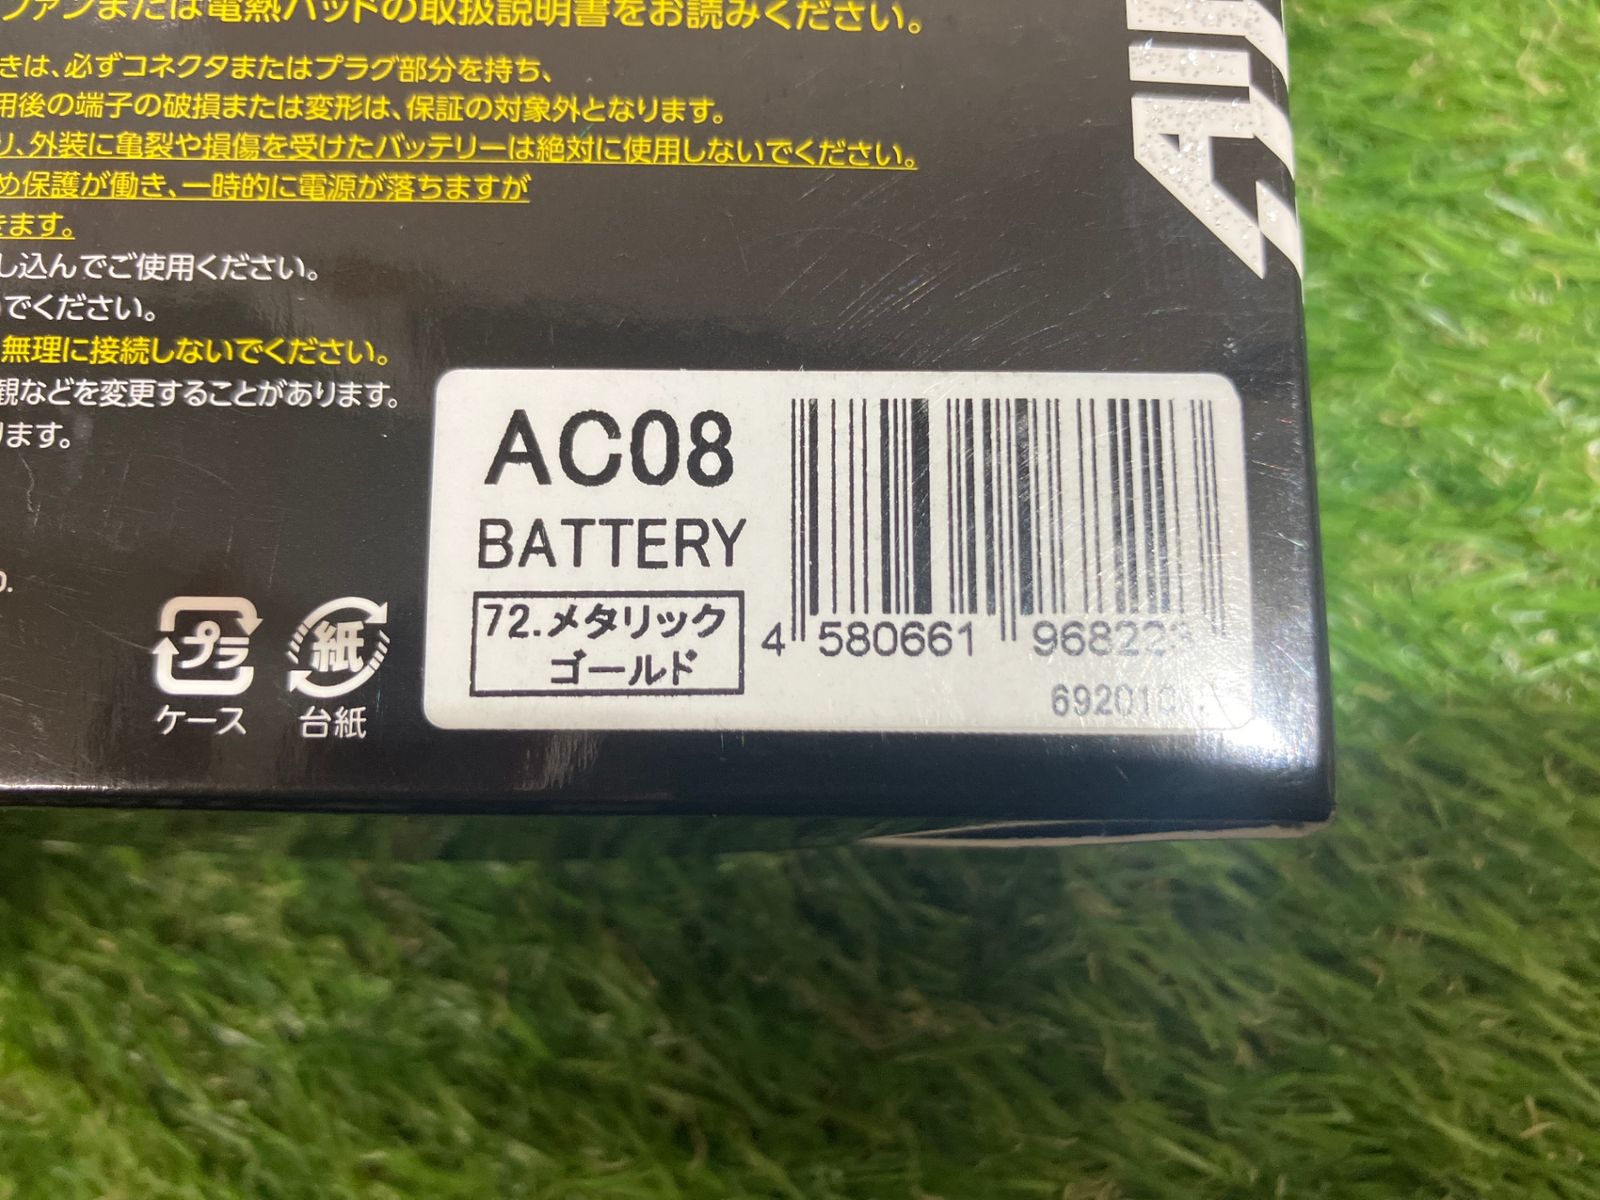 ファンまたは電熱パッドの取扱説明書をお読みください。
きは、必ずコネクタまたはプラグ部分を持ち、
用後の端子の破損または変形は、保証の対象外となります。
り、外装に亀裂や損傷を受けたバッテリーは絶対に使用しないでください。
め保護が働き、一時的に電源が落ちますが
きます。
し込んでご使用ください。
でください。
無理に接続しないでください。
観などを変更することがあります。
ります。
AC08
BATTERY
72.メタリック
ゴールド
4 580661 968223
ケース
プラ
台紙
紙